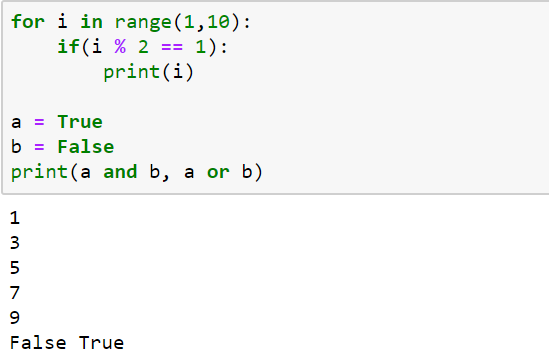 for i in range(1,10):
    if(i % 2 == 1):
        print(i)

a = True
b = False
print(a and b, a or b)
1
3
5
7
9
False True